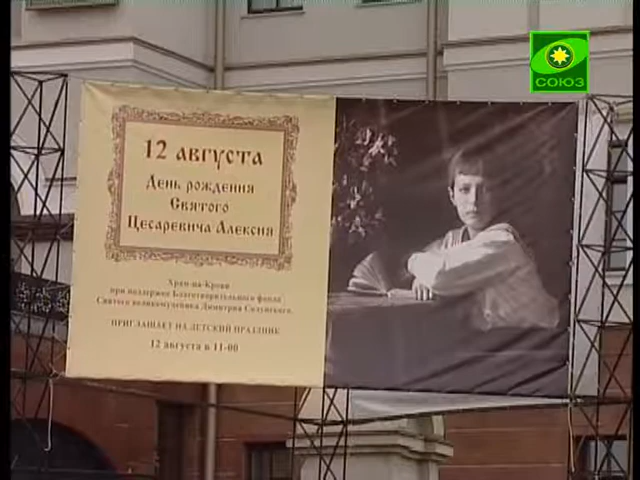 СОЮЗ
12 августа
День рождения
Святого
Цесаревича Алексия
Храм-на-Крови
при поддержке Благотворительного фонда
Святого великомученика Димитрия Солунского
ПРИГЛАШАЕТ НА ДЕТСКИЙ ПРАЗДНИК
12 августа в 11-00